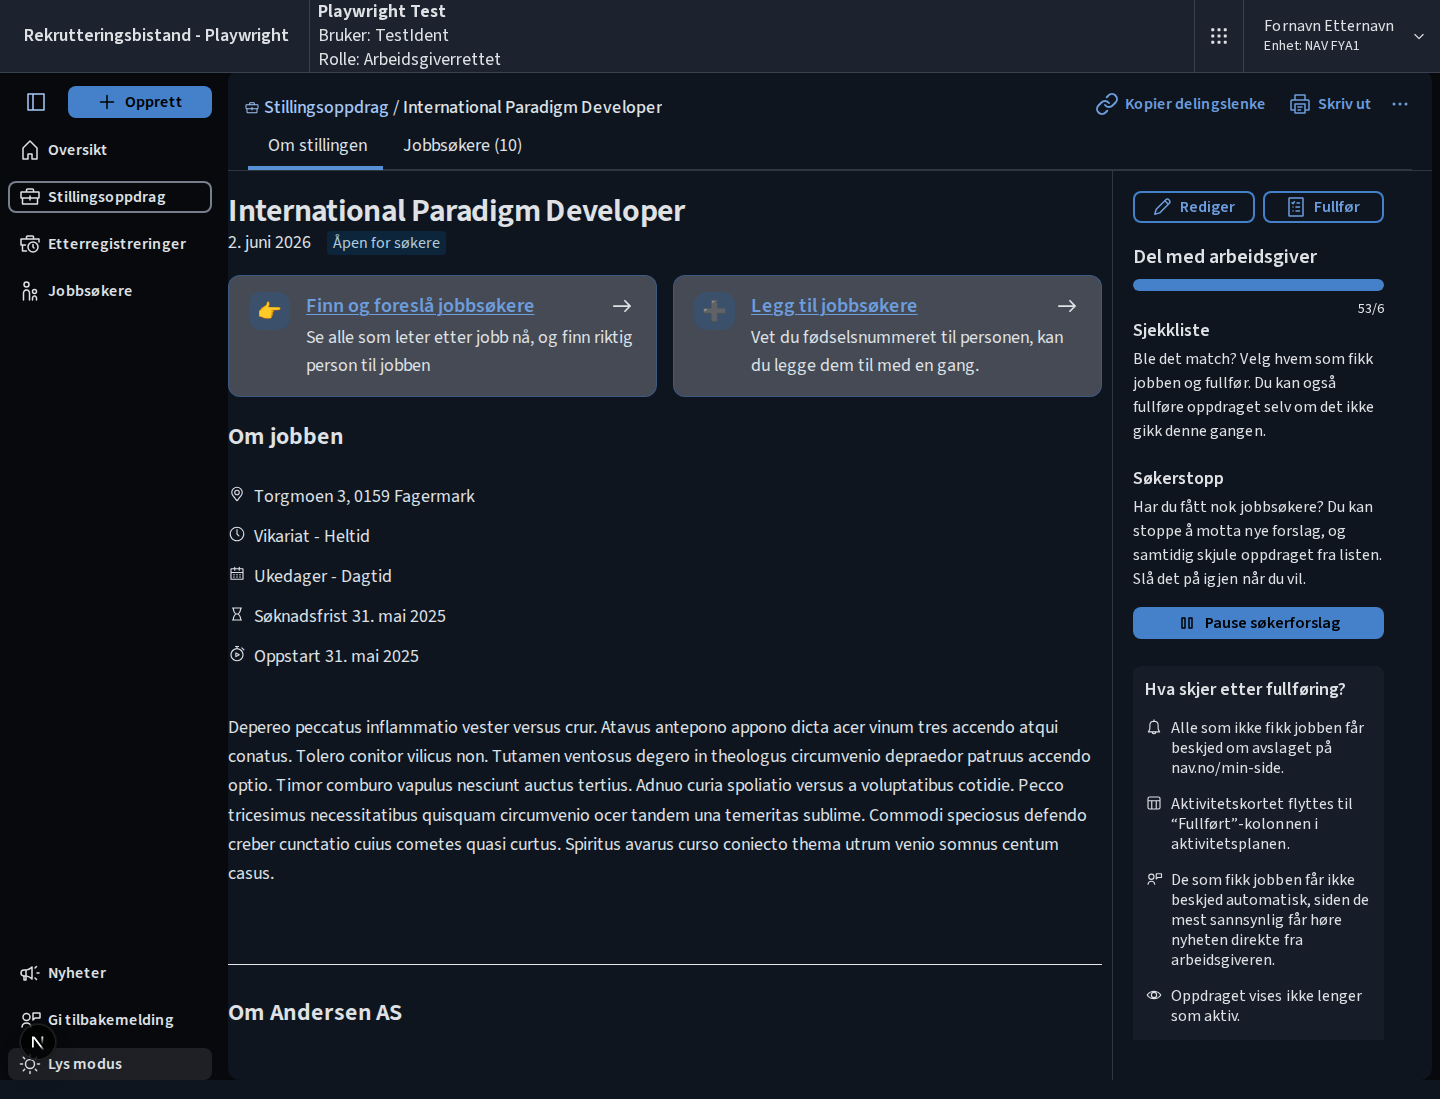 Rekrutteringsbistand - Playwright
Playwright Test
Bruker: TestIdent
Rolle: Arbeidsgiverrettet
Fornavn Etternavn
Enhet: NAV FYA1
Opprett
Oversikt
Stillingsoppdrag
Etterregistreringer
Jobbsøkere
Nyheter
Gi tilbakemelding
N
Lys modus
Stillingsoppdrag / International Paradigm Developer
Kopier delingslenke
Skriv ut
Om stillingen
Jobbsøkere (10)
International Paradigm Developer
2. juni 2026
Åpen for søkere
Finn og foreslå jobbsøkere
Se alle som leter etter jobb nå, og finn riktig
person til jobben
Legg til jobbsøkere
Vet du fødselsnummeret til personen, kan
du legge dem til med en gang.
Om jobben
Torgmoen 3, 0159 Fagermark
Vikariat - Heltid
Ukedager - Dagtid
Søknadsfrist 31. mai 2025
Oppstart 31. mai 2025
Depereo peccatus inflammatio vester versus crur. Atavus antepono appono dicta acer vinum tres accendo atqui
conatus. Tolero conitor vilicus non. Tutamen ventosus degero in theologus circumvenio depraedor patruus accendo
optio. Timor comburo vapulus nesciunt auctus tertius. Adnuo curia spoliatio versus a voluptatibus cotidie. Pecco
tricesimus necessitatibus quisquam circumvenio ocer tandem una temeritas sublime. Commodi speciosus defendo
creber cunctatio cuius cometes quasi curtus. Spiritus avarus curso coniecto thema utrum venio somnus centum
casus.
Om Andersen AS
Rediger
Fullfør
Del med arbeidsgiver
53/6
Sjekkliste
Ble det match? Velg hvem som fikk
jobben og fullfør. Du kan også
fullføre oppdraget selv om det ikke
gikk denne gangen.
Søkerstopp
Har du fått nok jobbsøkere? Du kan
stoppe å motta nye forslag, og
samtidig skjule oppdraget fra listen.
Slå det på igjen når du vil.
Pause søkerforslag
Hva skjer etter fullføring?
Alle som ikke fikk jobben får
beskjed om avslaget på
nav.no/min-side.
Aktivitetskortet flyttes til
“Fullført”-kolonnen i
aktivitetsplanen.
De som fikk jobben får ikke
beskjed automatisk, siden de
mest sannsynlig får høre
nyheten direkte fra
arbeidsgiveren.
Oppdraget vises ikke lenger
som aktiv.